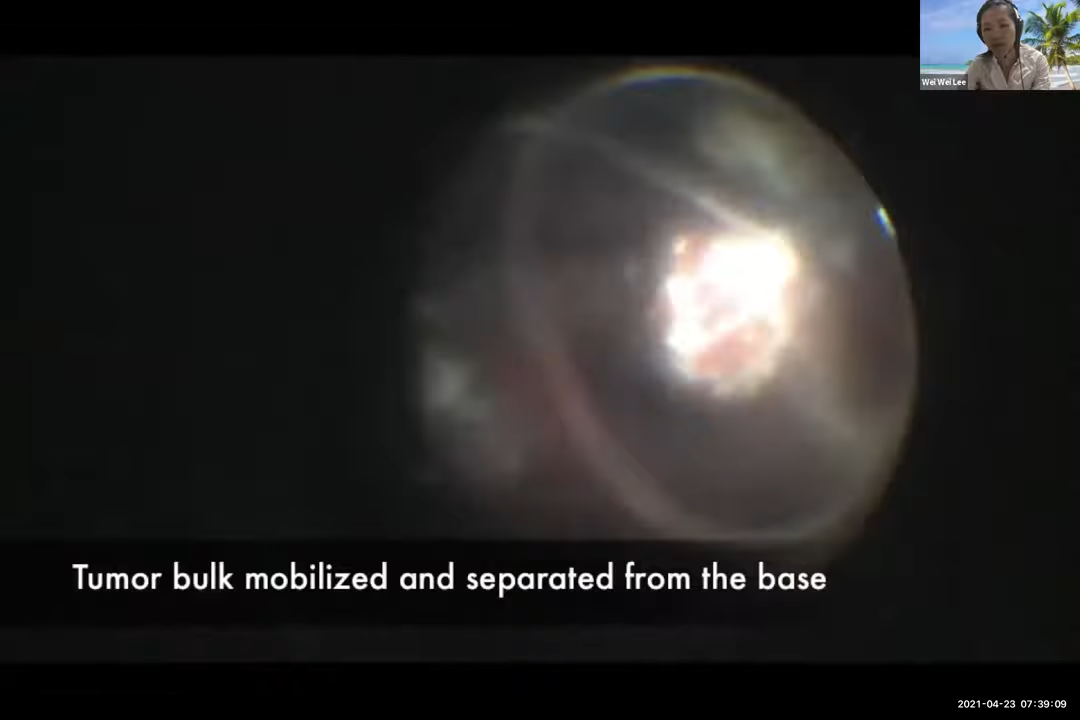 Wei Wei Lee
Tumor bulk mobilized and separated from the base
2021-04-23 07:39:09